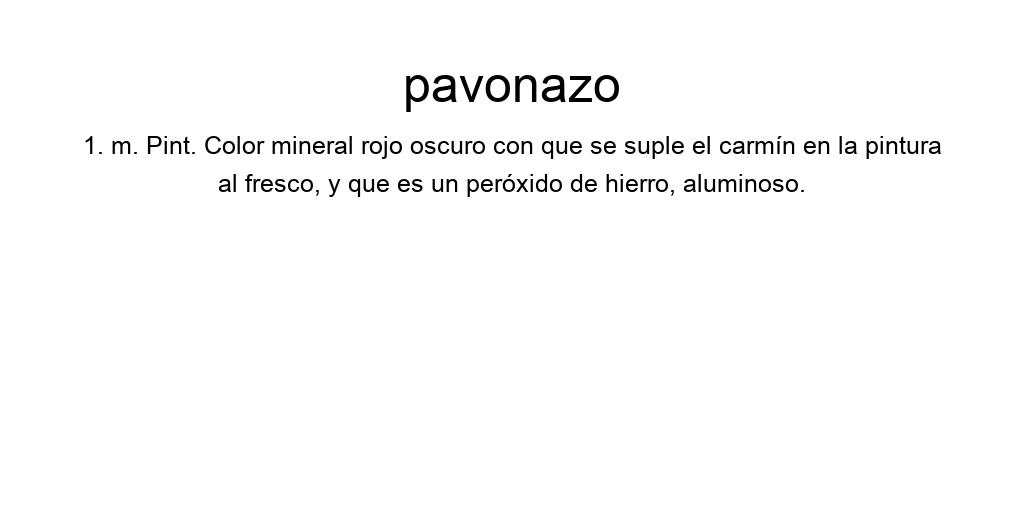 pavonazo
1. m. Pint. Color mineral rojo oscuro con que se suple el carmín en la pintura
al fresco, y que es un peróxido de hierro, aluminoso.